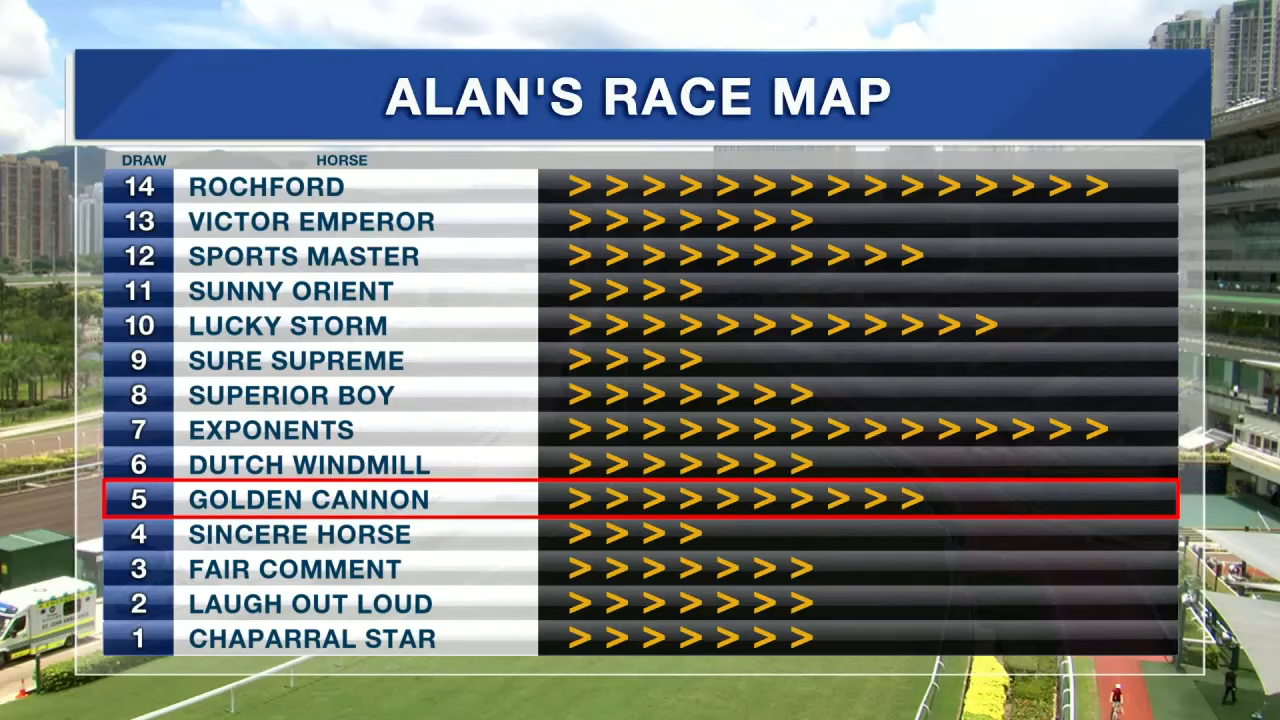 ALAN'S RACE MAP
DRAW HORSE
14 ROCHFORD > > > > > > > > > > > > > > >
13 VICTOR EMPEROR > > > > > > >
12 SPORTS MASTER > > > > > > > > > >
11 SUNNY ORIENT > > > >
10 LUCKY STORM > > > > > > > > > > > >
9 SURE SUPREME > > > >
8 SUPERIOR BOY > > > > > > >
7 EXPONENTS > > > > > > > > > > > > > > >
6 DUTCH WINDMILL > > > > > > >
5 GOLDEN CANNON > > > > > > > > > >
4 SINCERE HORSE > > > >
3 FAIR COMMENT > > > > > > >
2 LAUGH OUT LOUD > > > > > > >
1 CHAPARRAL STAR > > > > > > >